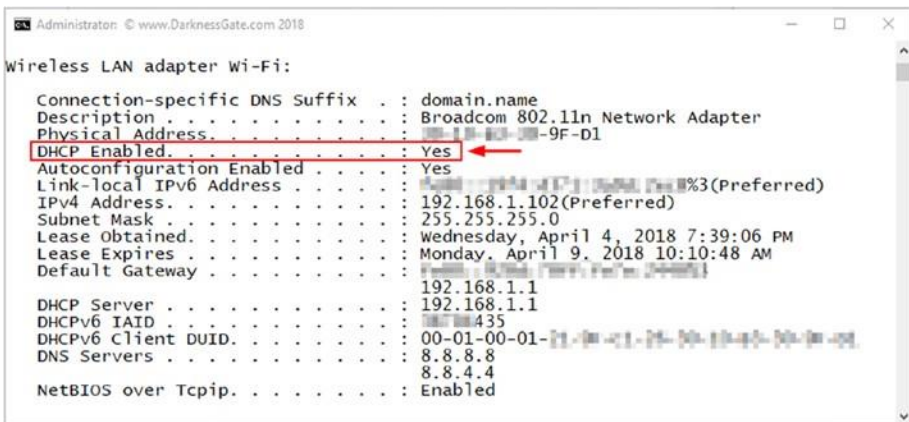 Administrator: © www.DarknessGate.com 2018
Wireless LAN adapter Wi-Fi:
Connection-specific DNS Suffix . : domain.name
Description . . . . . . . . . . . : Broadcom 802.11n Network Adapter
Physical Address. . . . . . . . . : -9F-D1
DHCP Enabled. . . . . . . . . . . : Yes
Autoconfiguration Enabled . . . . : Yes
Link-local IPv6 Address . . . . . : %3(Preferred)
IPv4 Address. . . . . . . . . . . : 192.168.1.102(Preferred)
Subnet Mask . . . . . . . . . . . : 255.255.255.0
Lease Obtained. . . . . . . . . . : Wednesday, April 4, 2018 7:39:06 PM
Lease Expires . . . . . . . . . . : Monday. April 9. 2018 10:10:48 AM
Default Gateway . . . . . . . . . :
192.168.1.1
DHCP Server . . . . . . . . . . . : 192.168.1.1
DHCPv6 IAID . . . . . . . . . . . : 435
DHCPv6 Client DUID. . . . . . . . : 00-01-00-01-
DNS Servers . . . . . . . . . . . : 8.8.8.8
8.8.4.4
NetBIOS over Tcpip. . . . . . . . : Enabled